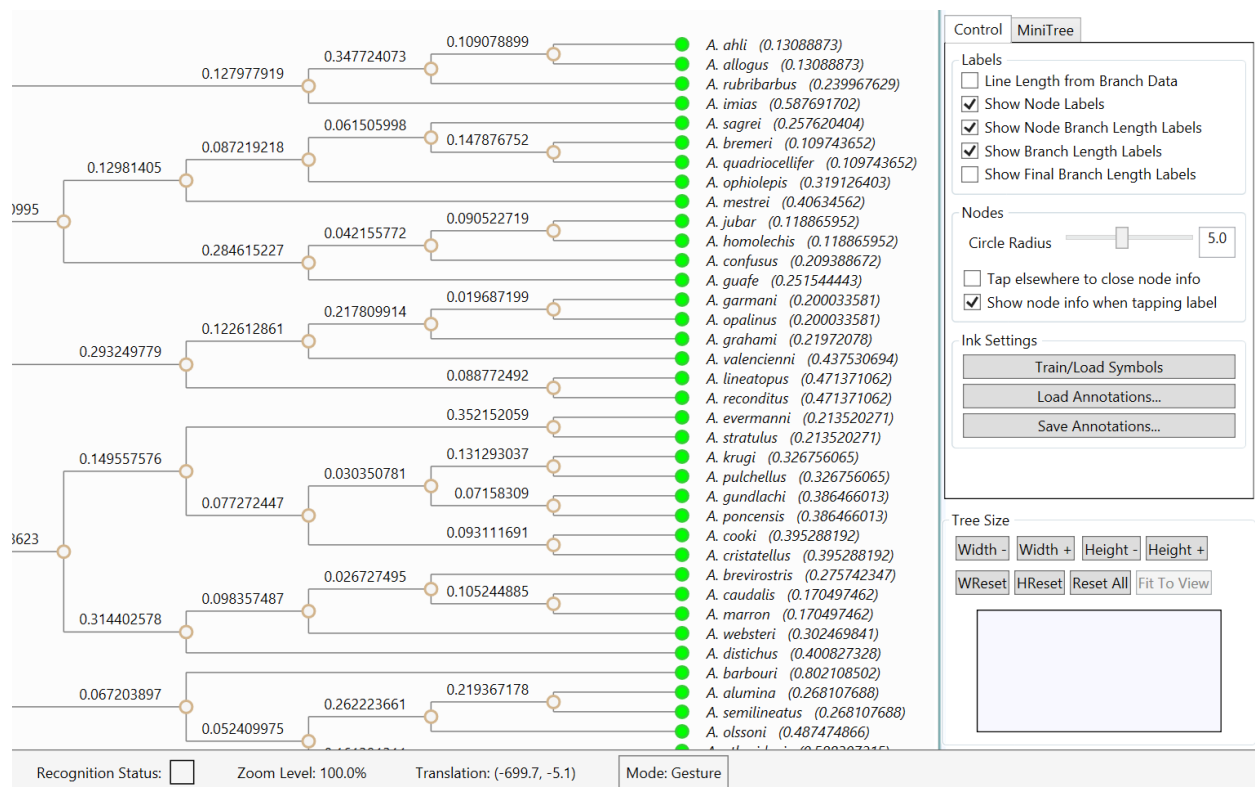 0.109078899
A. ahli (0.13088873)
0.347724073
A. allogus (0.13088873)
0.127977919
A. rubribarbus (0.239967629)
A. imias (0.587691702)
0.061505998
A. sagrei (0.257620404)
0.087219218
0.147876752
A. bremeri (0.109743652)
0.12981405
A. quadriocellifer (0.109743652)
A. ophiolepis (0.319126403)
A. mestrei (0.40634562)
0995
0.090522719
A. jubar (0.118865952)
0.042155772
A. homolechis (0.118865952)
0.284615227
A. confusus (0.209388672)
A. guafe (0.251544443)
0.019687199
A. garmani (0.200033581)
0.217809914
A. opalinus (0.200033581)
0.122612861
A. grahami (0.21972078)
0.293249779
A. valencienni (0.437530694)
0.088772492
A. lineatopus (0.471371062)
A. reconditus (0.471371062)
0.352152059
A. evermanni (0.213520271)
A. stratulus (0.213520271)
0.149557576
0.131293037
A. krugi (0.326756065)
0.030350781
A. pulchellus (0.326756065)
0.077272447
0.07158309
A. gundlachi (0.386466013)
A. poncensis (0.386466013)
3623
0.093111691
A. cooki (0.395288192)
A. cristatellus (0.395288192)
0.026727495
A. brevirostris (0.275742347)
0.098357487
0.105244885
A. caudalis (0.170497462)
0.314402578
A. marron (0.170497462)
A. websteri (0.302469841)
A. distichus (0.400827328)
A. barbouri (0.802108502)
0.067203897
0.219367178
A. alumina (0.268107688)
0.262223661
A. semilineatus (0.268107688)
0.052409975
A. olssoni (0.487474866)
Control MiniTree
Labels
Line Length from Branch Data
Show Node Labels
Show Node Branch Length Labels
Show Branch Length Labels
Show Final Branch Length Labels
Nodes
Circle Radius 5.0
Tap elsewhere to close node info
Show node info when tapping label
Ink Settings
Train/Load Symbols
Load Annotations...
Save Annotations...
Tree Size
Width - Width + Height - Height +
WReset HReset Reset All Fit To View
Recognition Status: Zoom Level: 100.0% Translation: (-699.7, -5.1) Mode: Gesture